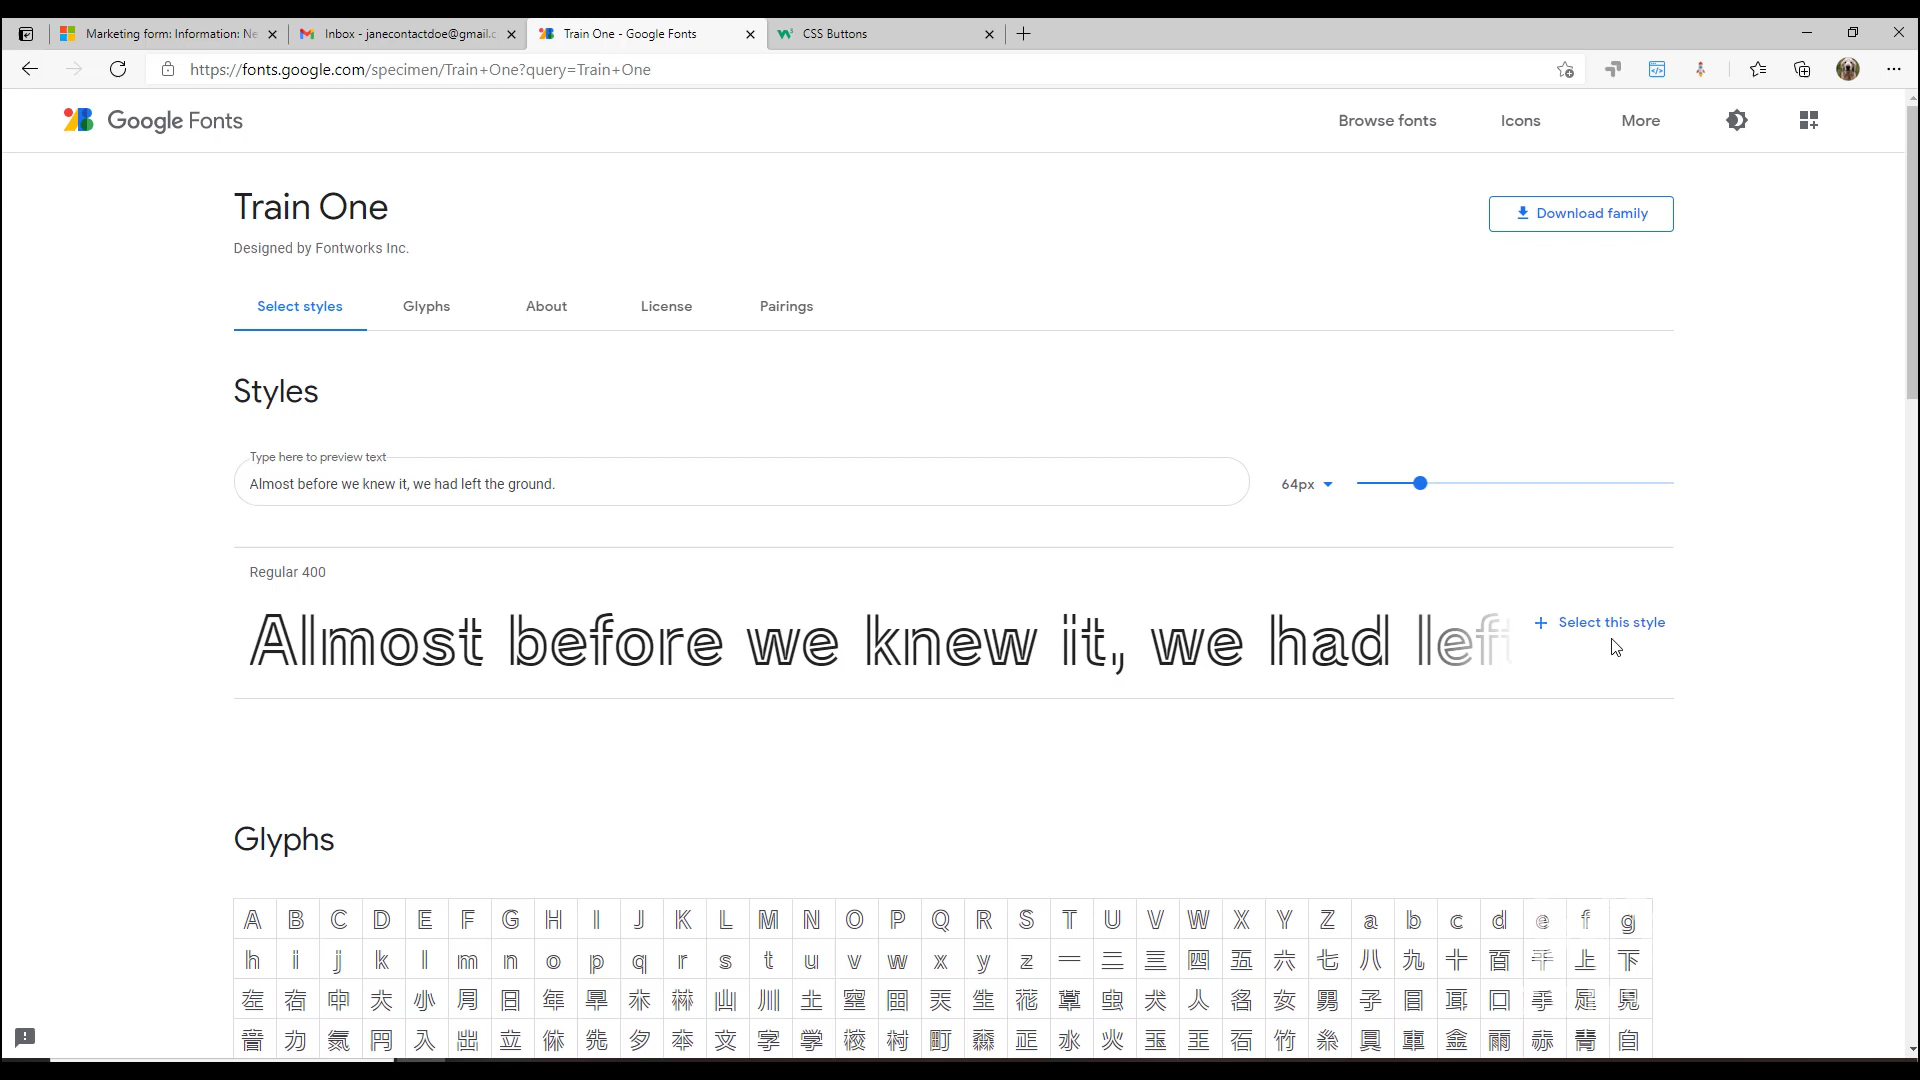 Marketing form: Information: Ne
Inbox - janecontactdoe@gmail.c
Train One - Google Fonts
CSS Buttons
https://fonts.google.com/specimen/Train+One?query=Train+One
Google Fonts
Browse fonts
Icons
More
Train One
Download family
Designed by Fontworks Inc.
Select styles
Glyphs
About
License
Pairings
Styles
Type here to preview text
Almost before we knew it, we had left the ground.
64px
Regular 400
Almost before we knew it, we had left
+ Select this style
Glyphs
A B C D E F G H I J K L M N O P Q R S T U V W X Y Z a b c d e f g
h i j k l m n o p q r s t u v w x y z 一 二 三 四 五 六 七 八 九 十 百 千 上 下
左 右 中 大 小 月 日 年 早 木 林 山 川 土 空 田 天 生 花 草 虫 犬 人 名 女 男 子 目 耳 口 手 足 見
音 力 気 円 入 出 立 休 先 夕 本 文 字 学 校 村 町 森 正 水 火 玉 王 石 竹 糸 貝 車 金 雨 赤 青 白